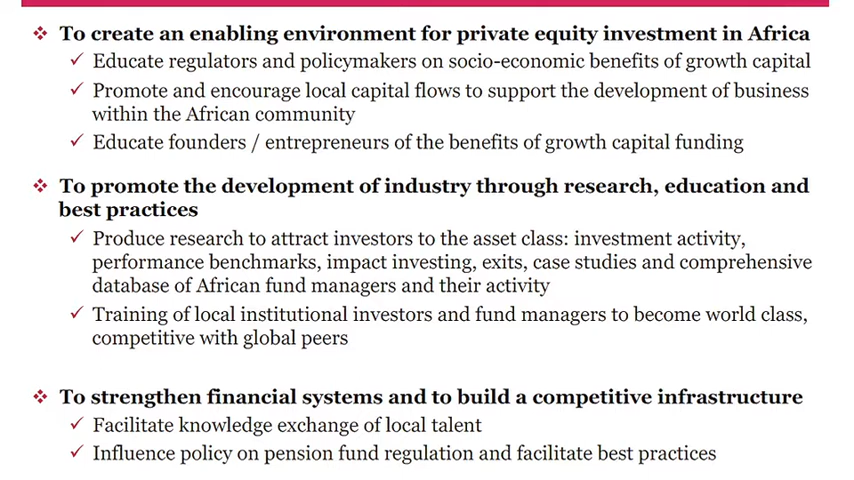 ❖ To create an enabling environment for private equity investment in Africa
✓ Educate regulators and policymakers on socio-economic benefits of growth capital
✓ Promote and encourage local capital flows to support the development of business
within the African community
✓ Educate founders / entrepreneurs of the benefits of growth capital funding
❖ To promote the development of industry through research, education and
best practices
✓ Produce research to attract investors to the asset class: investment activity,
performance benchmarks, impact investing, exits, case studies and comprehensive
database of African fund managers and their activity
✓ Training of local institutional investors and fund managers to become world class,
competitive with global peers
❖ To strengthen financial systems and to build a competitive infrastructure
✓ Facilitate knowledge exchange of local talent
✓ Influence policy on pension fund regulation and facilitate best practices